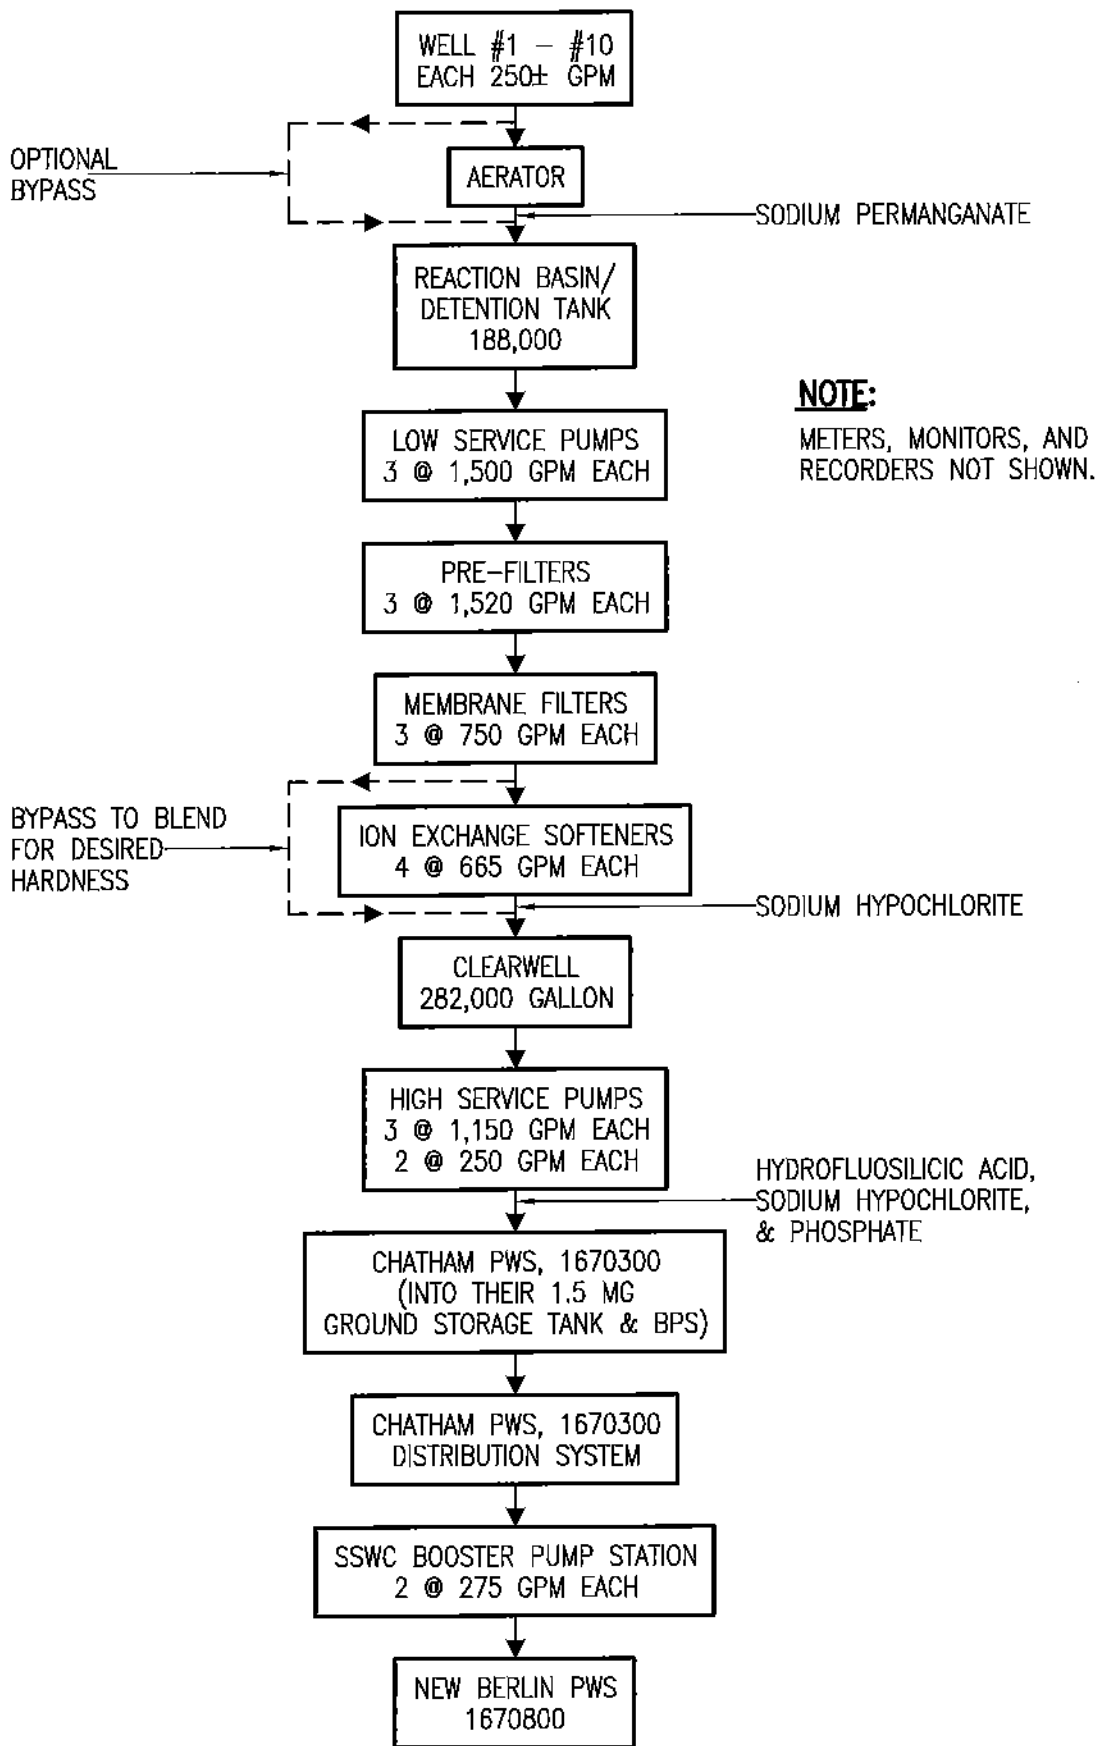 WELL #1 – #10
EACH 250± GPM
OPTIONAL
BYPASS
AERATOR
SODIUM PERMANGANATE
REACTION BASIN/
DETENTION TANK
188,000
NOTE:
METERS, MONITORS, AND
RECORDERS NOT SHOWN.
LOW SERVICE PUMPS
3 @ 1,500 GPM EACH
PRE-FILTERS
3 @ 1,520 GPM EACH
MEMBRANE FILTERS
3 @ 750 GPM EACH
BYPASS TO BLEND
FOR DESIRED
HARDNESS
ION EXCHANGE SOFTENERS
4 @ 665 GPM EACH
SODIUM HYPOCHLORITE
CLEARWELL
282,000 GALLON
HIGH SERVICE PUMPS
3 @ 1,150 GPM EACH
2 @ 250 GPM EACH
HYDROFLUOSILICIC ACID,
SODIUM HYPOCHLORITE,
& PHOSPHATE
CHATHAM PWS, 1670300
(INTO THEIR 1.5 MG
GROUND STORAGE TANK & BPS)
CHATHAM PWS, 1670300
DISTRIBUTION SYSTEM
SSWC BOOSTER PUMP STATION
2 @ 275 GPM EACH
NEW BERLIN PWS
1670800